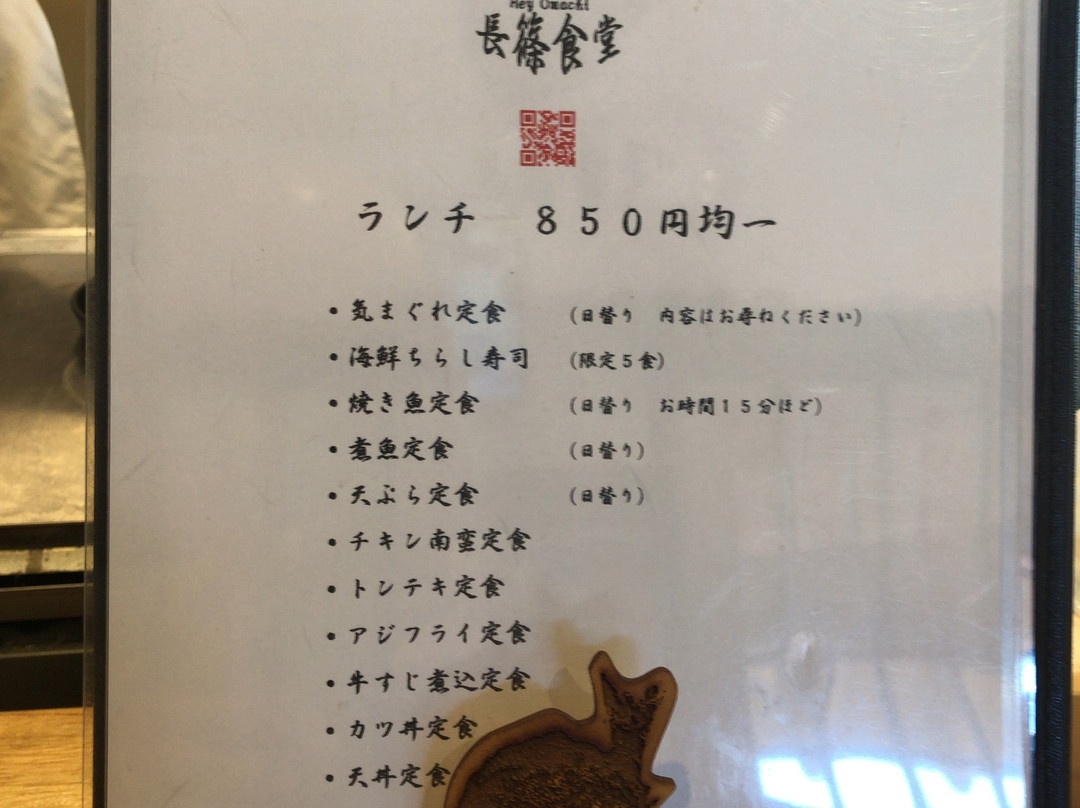 Hey Omachi
長篠食堂
ランチ　８５０円均一
・気まぐれ定食　(日替り　内容はお尋ねください)
・海鮮ちらし寿司　(限定５食)
・焼き魚定食　(日替り　お時間１５分ほど)
・煮魚定食　(日替り)
・天ぷら定食　(日替り)
・チキン南蛮定食
・トンテキ定食
・アジフライ定食
・牛すじ煮込定食
・カツ丼定食
・天丼定食